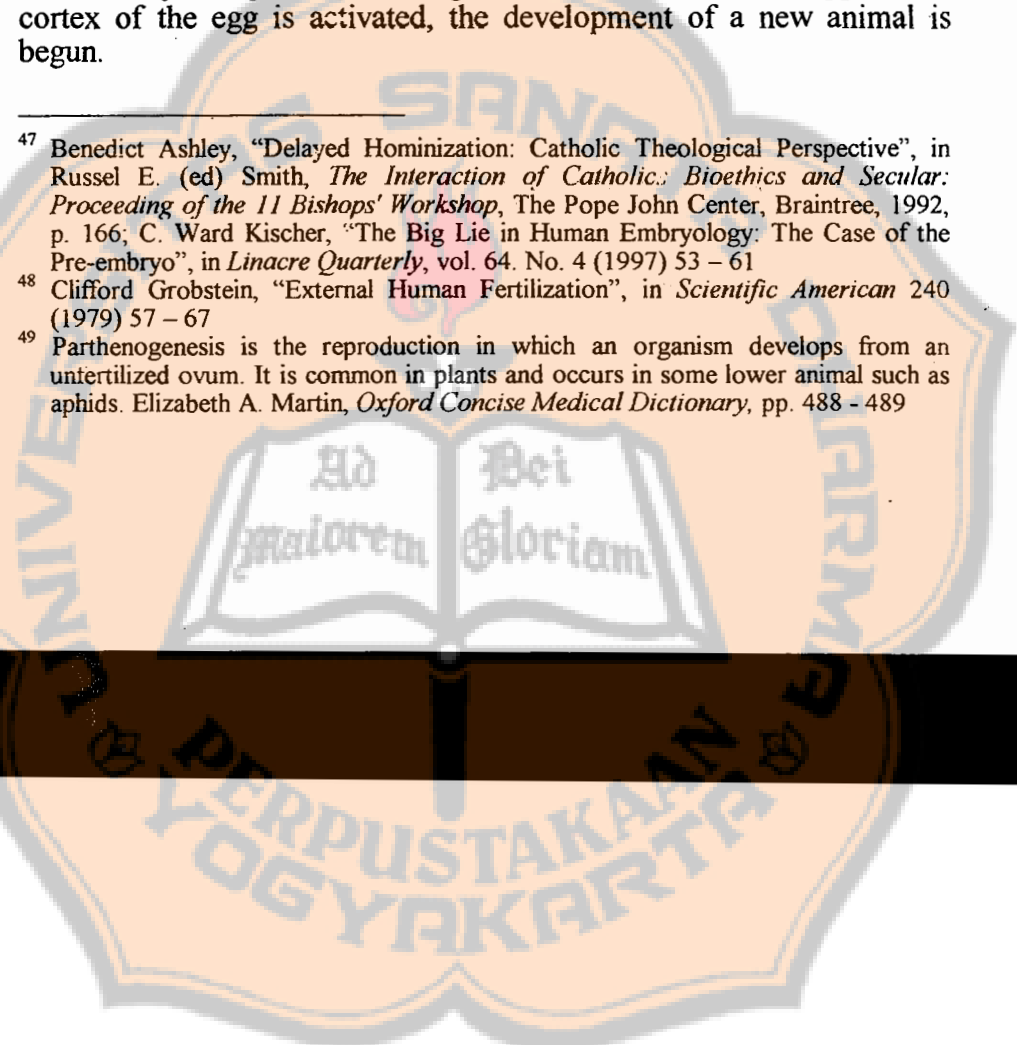 cortex of the egg is activated, the development of a new animal is
begun.
47 Benedict Ashley, “Delayed Hominization: Catholic Theological Perspective”, in
Russel E. (ed) Smith, The Interaction of Catholic.: Bioethics and Secular:
Proceeding of the 11 Bishops' Workshop, The Pope John Center, Braintree, 1992,
p. 166; C. Ward Kischer, “The Big Lie in Human Embryology: The Case of the
Pre-embryo”, in Linacre Quarterly, vol. 64. No. 4 (1997) 53 – 61
48 Clifford Grobstein, “External Human Fertilization”, in Scientific American 240
(1979) 57 – 67
49 Parthenogenesis is the reproduction in which an organism develops from an
unfertilized ovum. It is common in plants and occurs in some lower animal such as
aphids. Elizabeth A. Martin, Oxford Concise Medical Dictionary, pp. 488 - 489
UNIVERSITAS SANATA DHARMA
Ad Dei
maiorem Gloriam
PERPUSTAKAAN
YOGYAKARTA